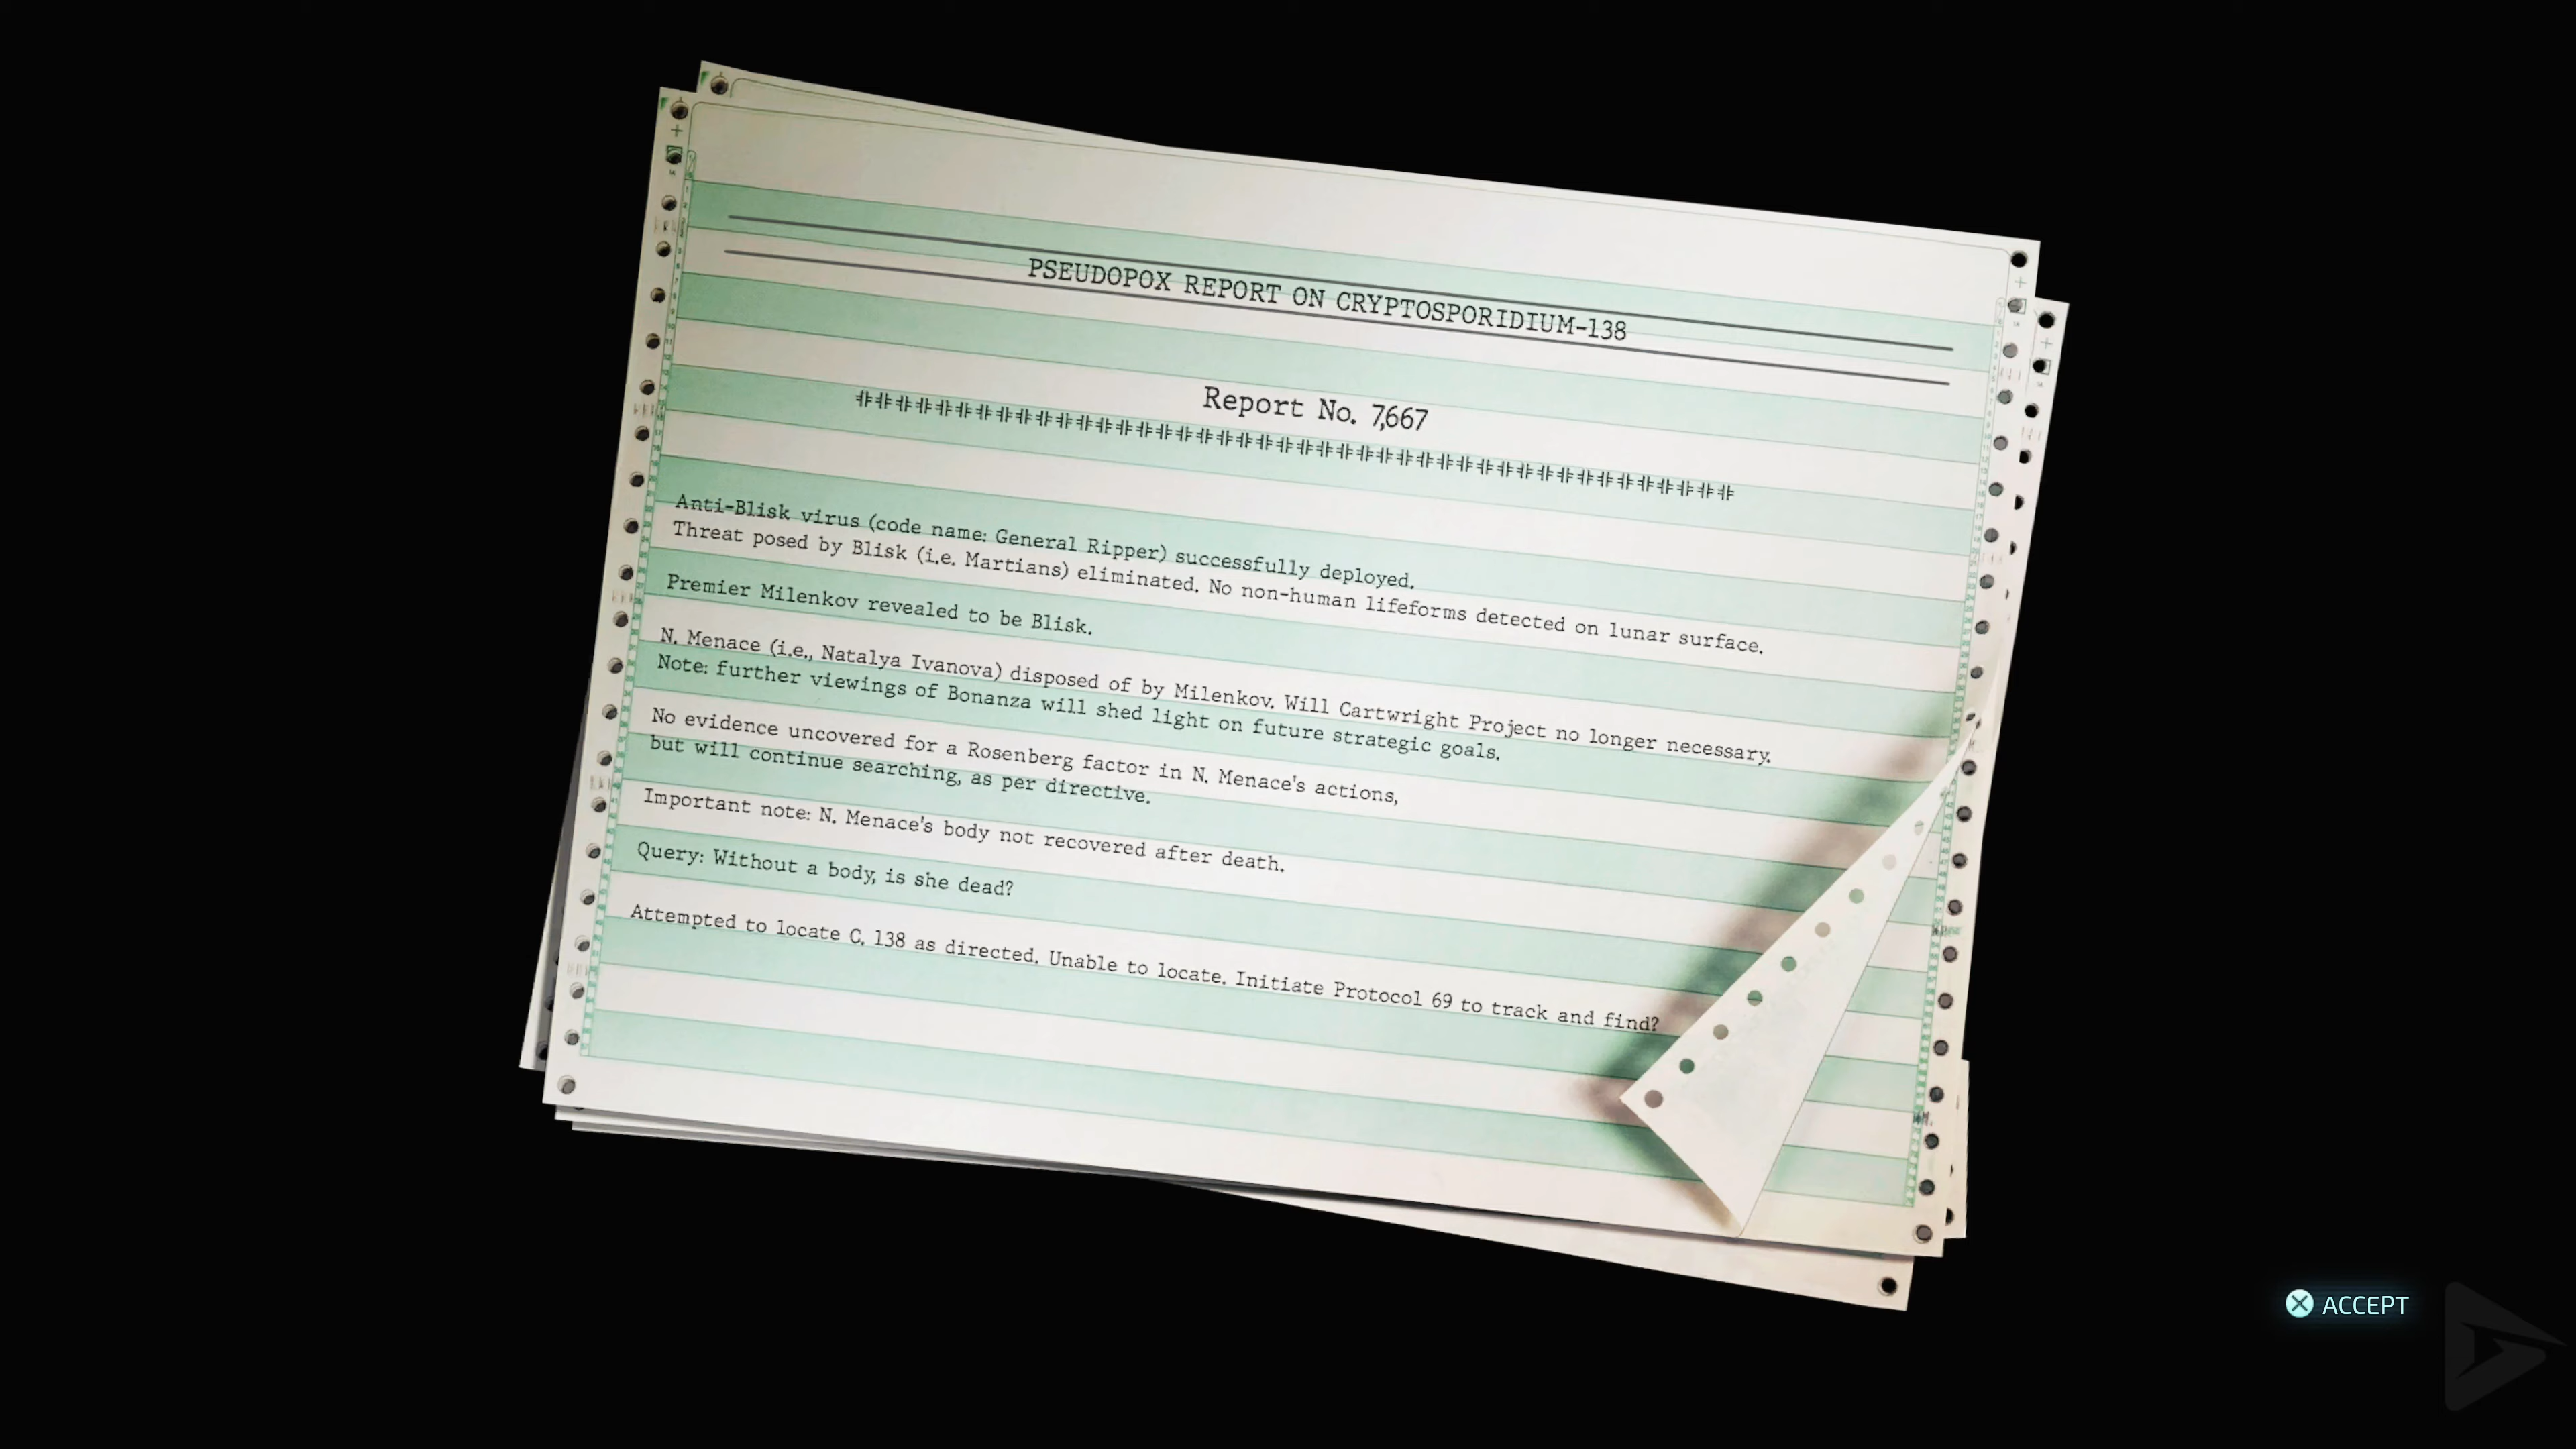 PSEUDOPOX REPORT ON CRYPTOSPORIDIUM-138
Report No. 7,667
Anti-Blisk virus (code name: General Ripper) successfully deployed.
Threat posed by Blisk (i.e. Martians) eliminated. No non-human lifeforms detected on lunar surface.
Premier Milenkov revealed to be Blisk.
N. Menace (i.e., Natalya Ivanova) disposed of by Milenkov. Will Cartwright Project no longer necessary.
Note: further viewings of Bonanza will shed light on future strategic goals.
No evidence uncovered for a Rosenberg factor in N. Menace's actions,
but will continue searching, as per directive.
Important note: N. Menace's body not recovered after death.
Query: Without a body, is she dead?
Attempted to locate C. 138 as directed. Unable to locate. Initiate Protocol 69 to track and find?
ACCEPT